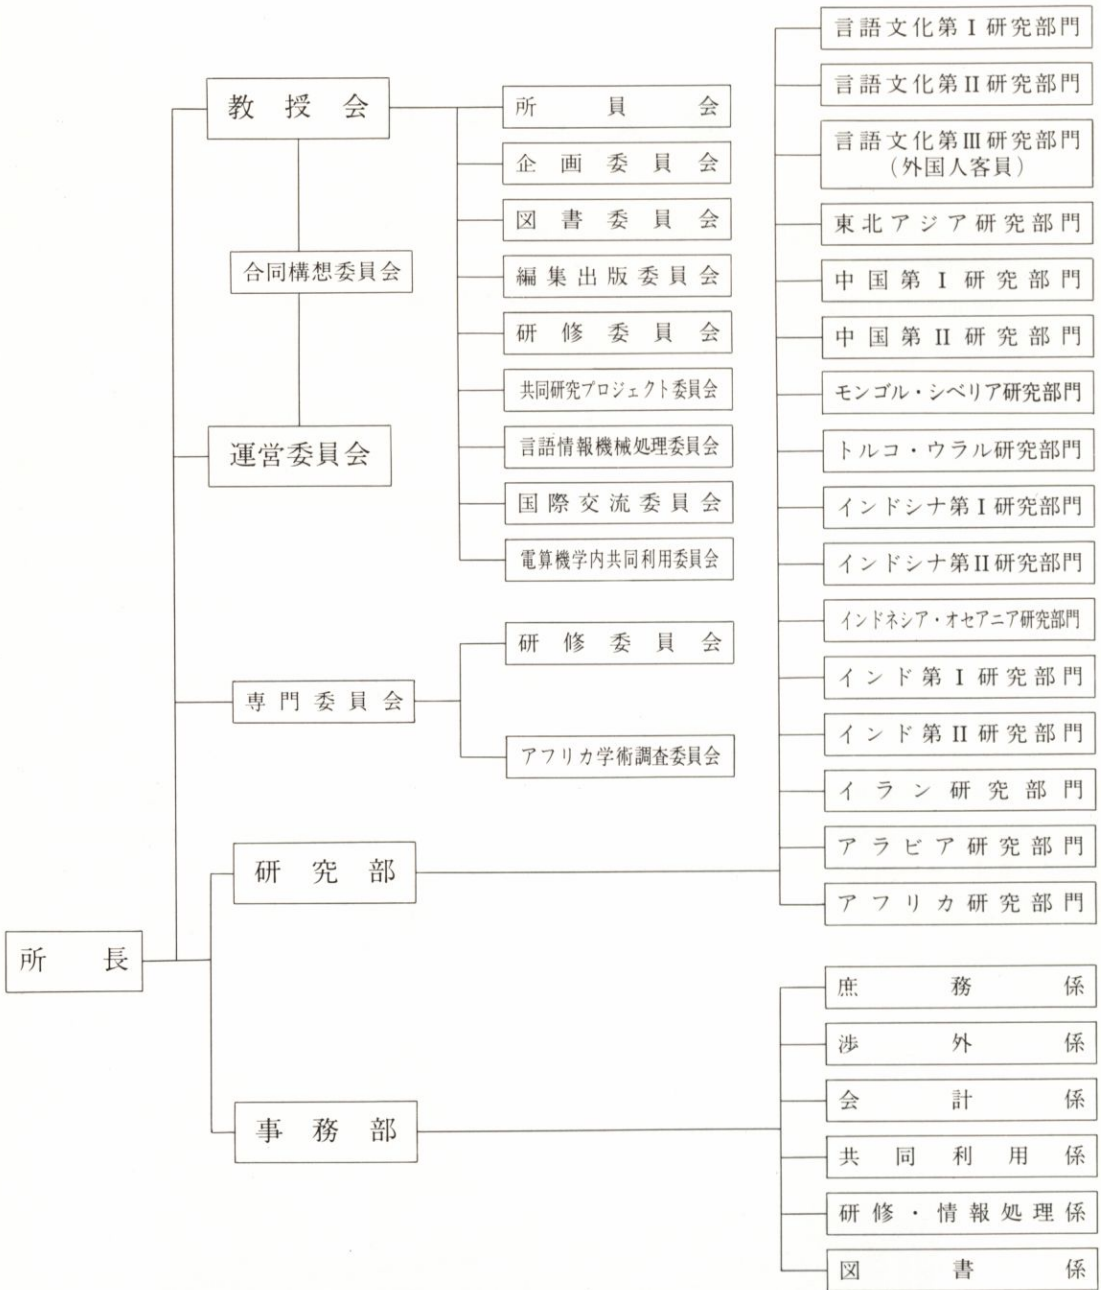 所長
教授会
合同構想委員会
運営委員会
専門委員会
研究部
事務部
所員会
企画委員会
図書委員会
編集出版委員会
研修委員会
共同研究プロジェクト委員会
言語情報機械処理委員会
国際交流委員会
電算機学内共同利用委員会
研修委員会
アフリカ学術調査委員会
言語文化第Ⅰ研究部門
言語文化第Ⅱ研究部門
言語文化第Ⅲ研究部門
(外国人客員)
東北アジア研究部門
中国第Ⅰ研究部門
中国第Ⅱ研究部門
モンゴル・シベリア研究部門
トルコ・ウラル研究部門
インドシナ第Ⅰ研究部門
インドシナ第Ⅱ研究部門
インドネシア・オセアニア研究部門
インド第Ⅰ研究部門
インド第Ⅱ研究部門
イラン研究部門
アラビア研究部門
アフリカ研究部門
庶務係
渉外係
会計係
共同利用係
研修・情報処理係
図書係